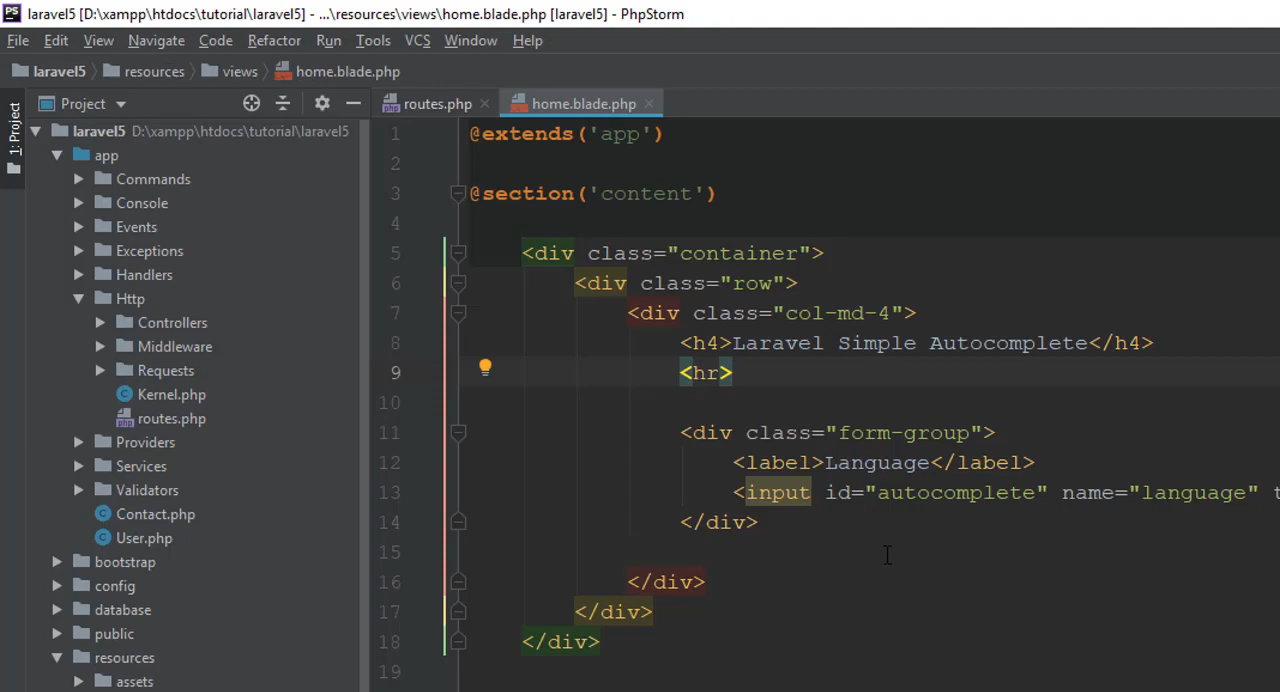 PS laravel5 [D:\xampp\htdocs\tutorial\laravel5] - ...\resources\views\home.blade.php [laravel5] - PhpStorm
File Edit View Navigate Code Refactor Run Tools VCS Window Help
laravel5 resources views home.blade.php
1: Project
Project
routes.php home.blade.php
laravel5 D:\xampp\htdocs\tutorial\laravel5
app
Commands
Console
Events
Exceptions
Handlers
Http
Controllers
Middleware
Requests
Kernel.php
routes.php
Providers
Services
Validators
Contact.php
User.php
bootstrap
config
database
public
resources
assets
1 @extends('app')
2
3 @section('content')
4
5 <div class="container">
6 <div class="row">
7 <div class="col-md-4">
8 <h4>Laravel Simple Autocomplete</h4>
9 <hr>
10
11 <div class="form-group">
12 <label>Language</label>
13 <input id="autocomplete" name="language" t
14 </div>
15
16 </div>
17 </div>
18 </div>
19